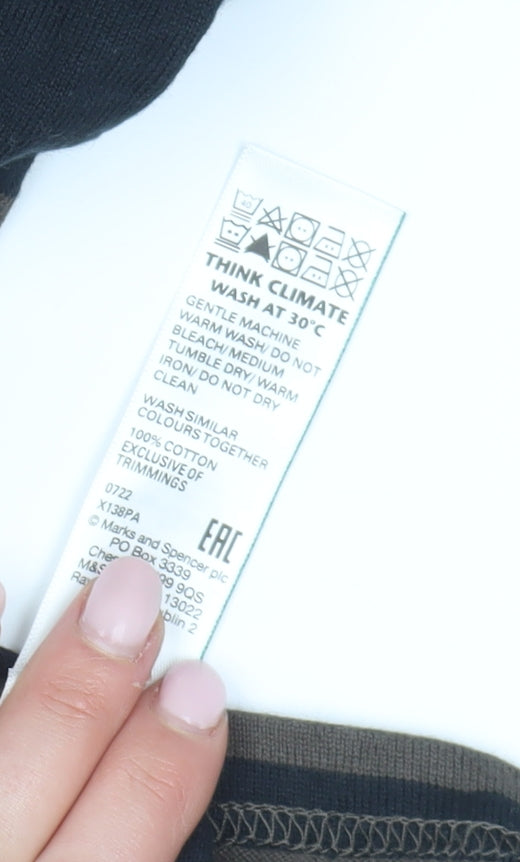 40
THINK CLIMATE
WASH AT 30°C
GENTLE MACHINE
WARM WASH/ DO NOT
BLEACH/ MEDIUM
TUMBLE DRY/ WARM
IRON/ DO NOT DRY
CLEAN
WASH SIMILAR
COLOURS TOGETHER
100% COTTON
EXCLUSIVE OF
TRIMMINGS
0722
X138PA
EAC
© Marks and Spencer plc
PO Box 3339
99 9QS
M&S 13022